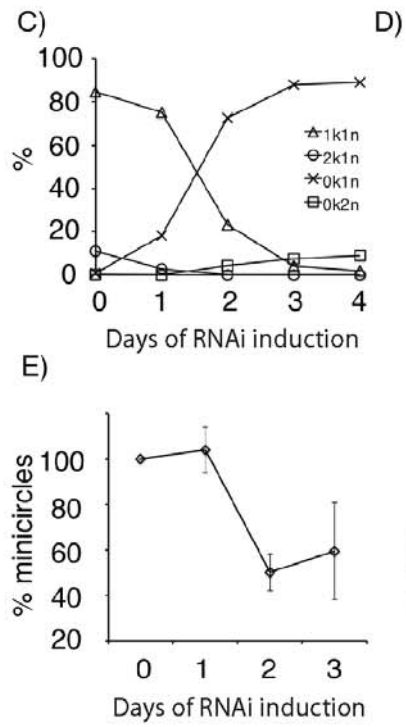 C)
D)
100
80
60
40
20
0
%
1k1n
2k1n
0k1n
0k2n
0 1 2 3 4
Days of RNAi induction
E)
100
80
60
40
20
% minicircles
0 1 2 3
Days of RNAi induction